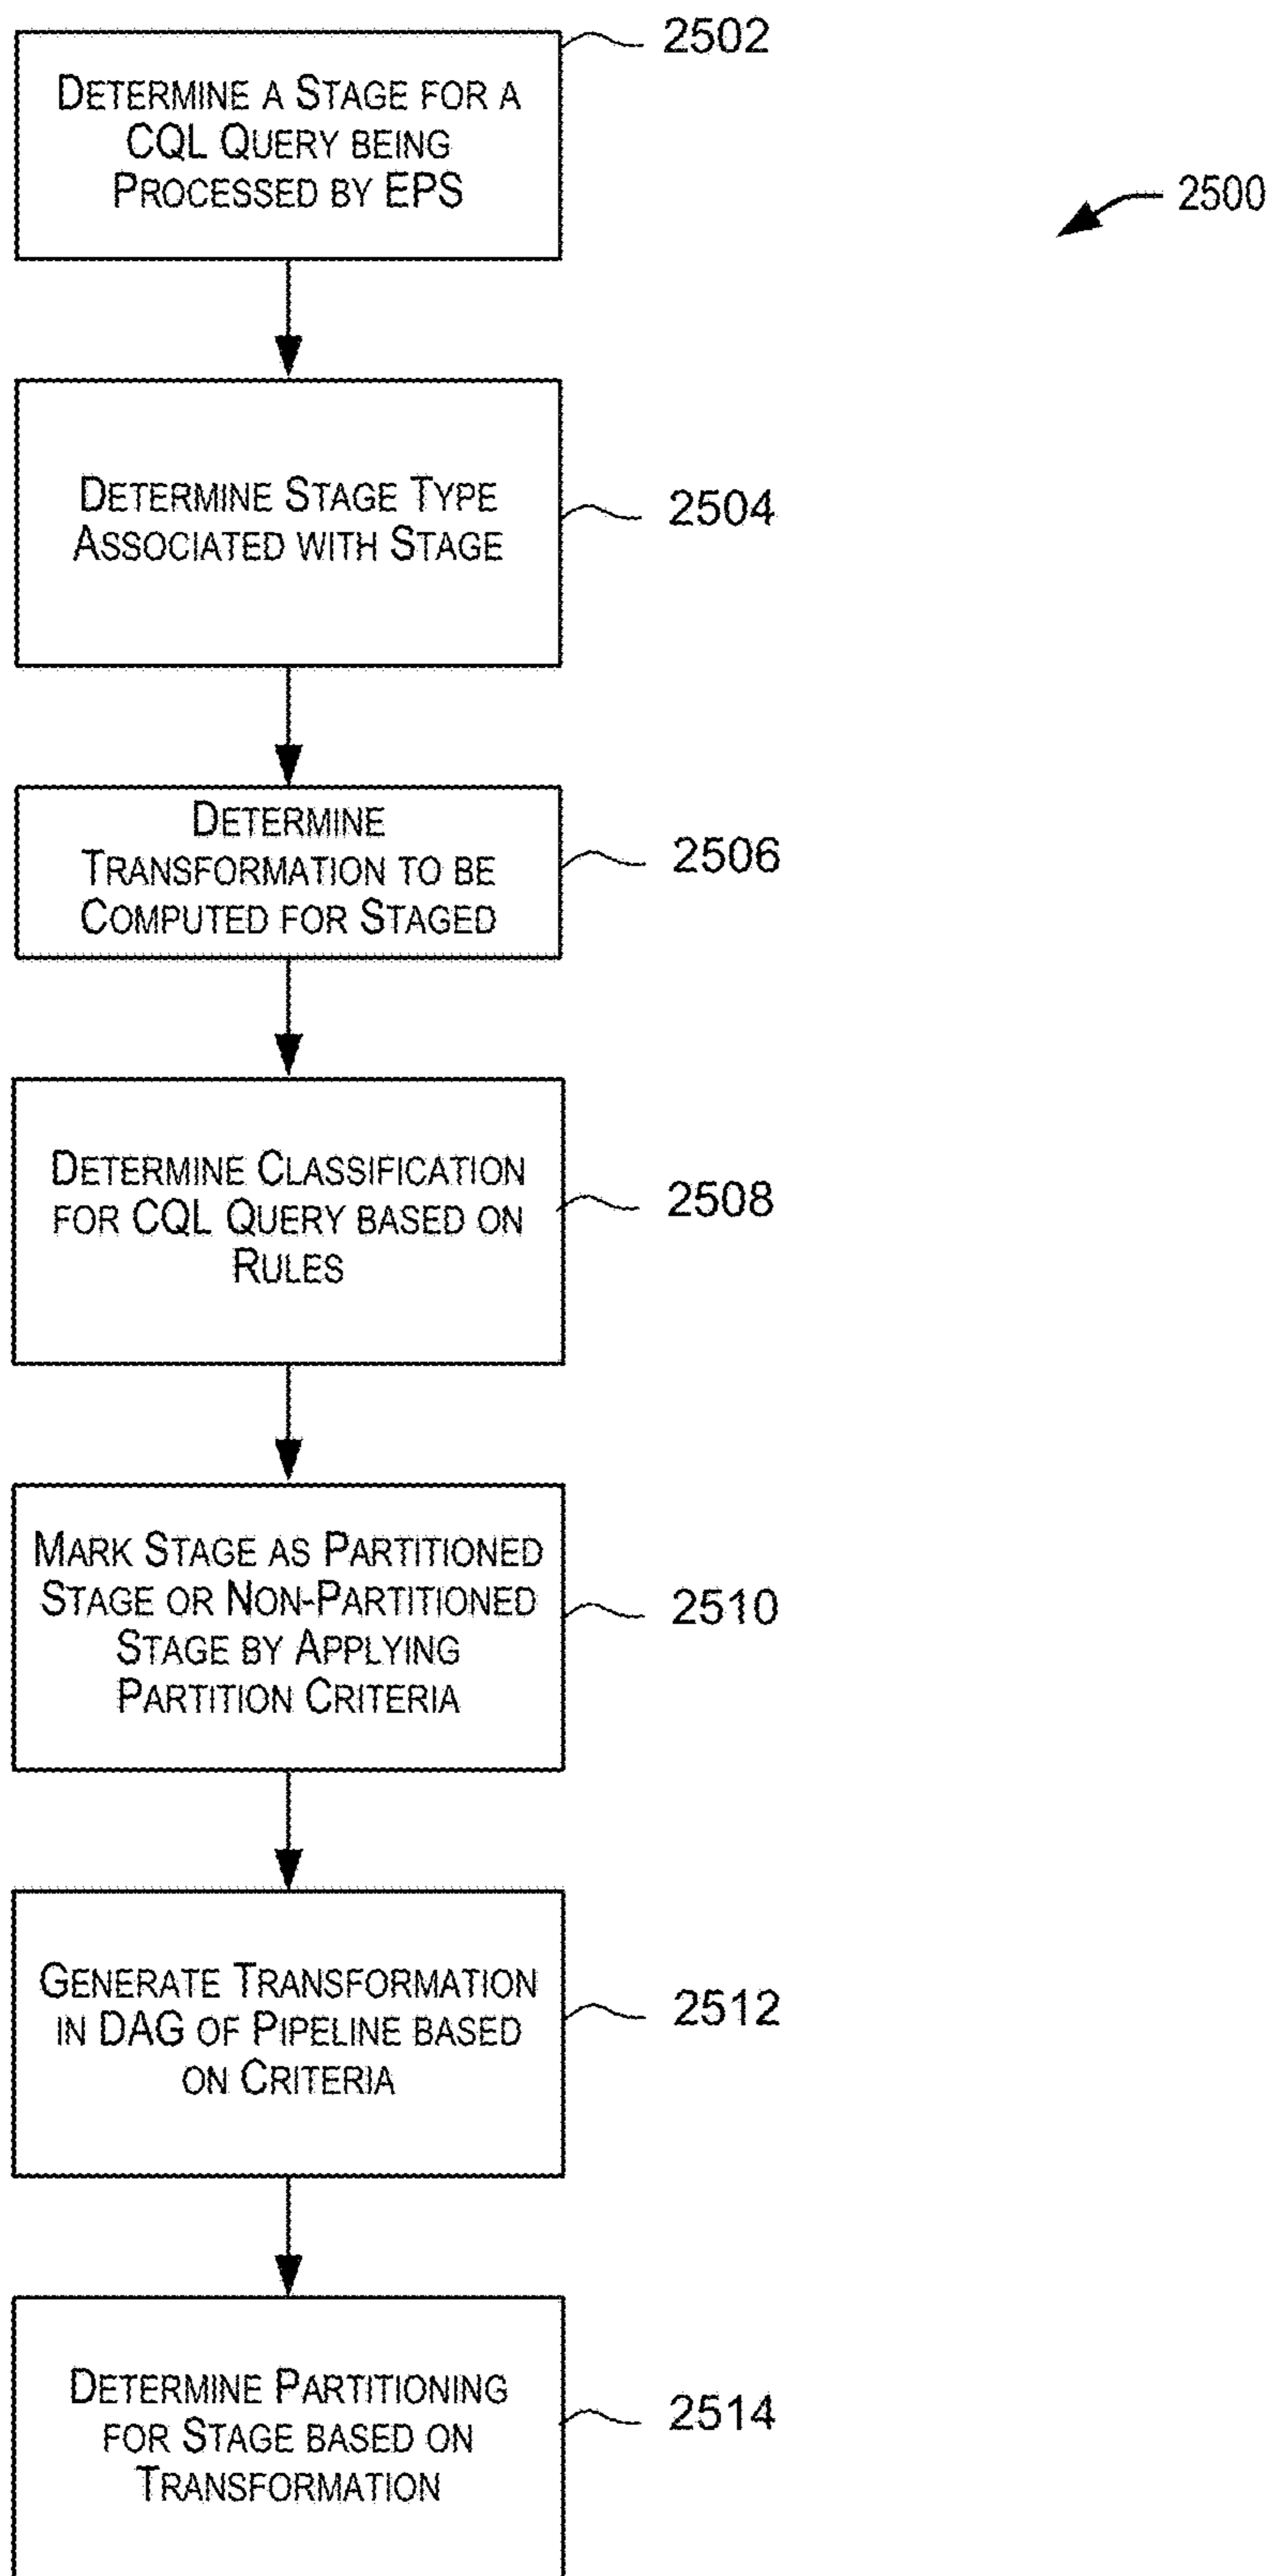 2502
DETERMINE A STAGE FOR A
CQL QUERY BEING
PROCESSED BY EPS
2500
DETERMINE STAGE TYPE
ASSOCIATED WITH STAGE
2504
DETERMINE
TRANSFORMATION TO BE
COMPUTED FOR STAGED
2506
DETERMINE CLASSIFICATION
FOR CQL QUERY BASED ON
RULES
2508
MARK STAGE AS PARTITIONED
STAGE OR NON-PARTITIONED
STAGE BY APPLYING
PARTITION CRITERIA
2510
GENERATE TRANSFORMATION
IN DAG OF PIPELINE BASED
ON CRITERIA
2512
DETERMINE PARTITIONING
FOR STAGE BASED ON
TRANSFORMATION
2514